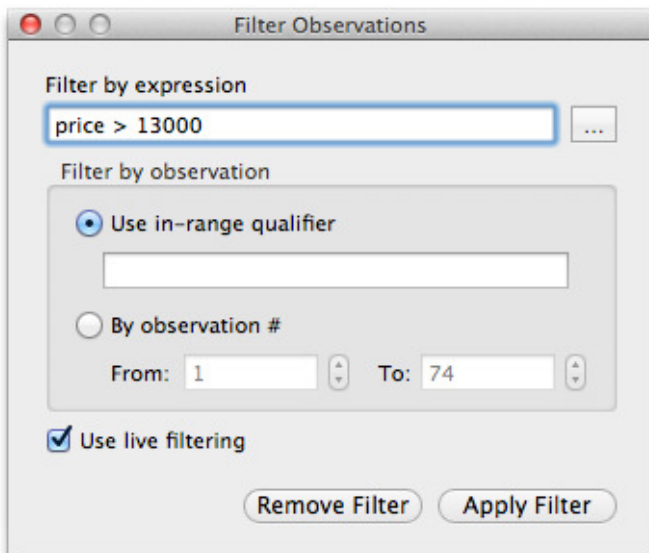 Filter Observations
Filter by expression
price > 13000
...
Filter by observation
Use in-range qualifier
By observation #
From: 1 To: 74
Use live filtering
Remove Filter Apply Filter